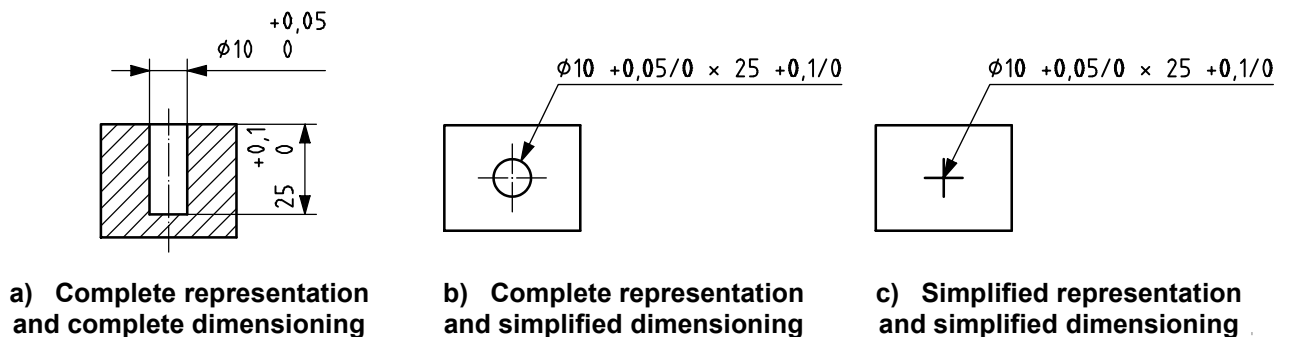 +0,05
⌀10 0
+0,1
25 0
⌀10 +0,05/0 × 25 +0,1/0
⌀10 +0,05/0 × 25 +0,1/0
a) Complete representation
and complete dimensioning
b) Complete representation
and simplified dimensioning
c) Simplified representation
and simplified dimensioning